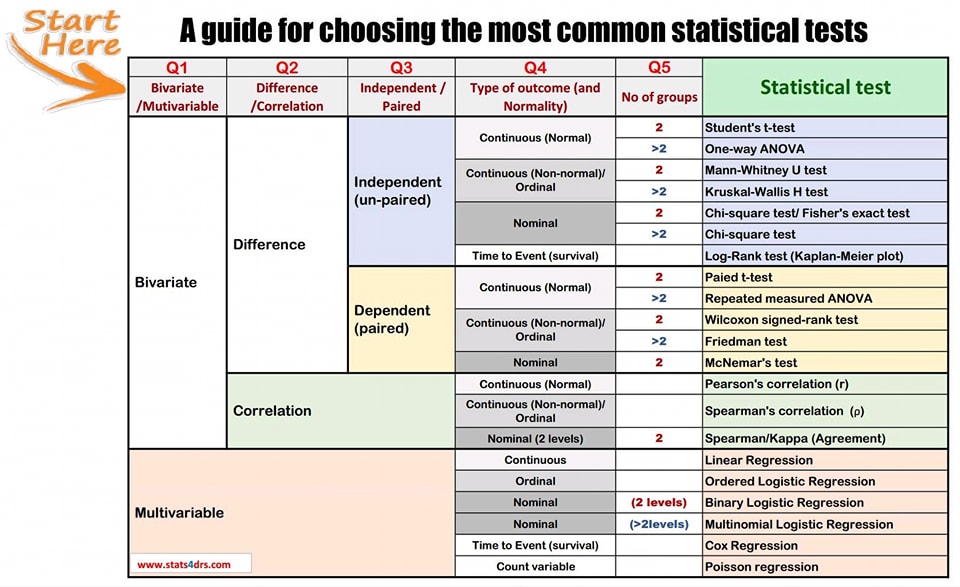 Start
Here
A guide for choosing the most common statistical tests
Q1 Q2 Q3 Q4 Q5 Statistical test
Bivariate /Mutivariable Difference /Correlation Independent / Paired Type of outcome (and Normality) No of groups
Bivariate Difference Independent (un-paired) Continuous (Normal) 2 Student's t-test
>2 One-way ANOVA
Continuous (Non-normal)/ Ordinal 2 Mann-Whitney U test
>2 Kruskal-Wallis H test
Nominal 2 Chi-square test/ Fisher's exact test
>2 Chi-square test
Time to Event (survival) Log-Rank test (Kaplan-Meier plot)
Dependent (paired) Continuous (Normal) 2 Paied t-test
>2 Repeated measured ANOVA
Continuous (Non-normal)/ Ordinal 2 Wilcoxon signed-rank test
>2 Friedman test
Nominal 2 McNemar's test
Correlation Continuous (Normal) Pearson's correlation (r)
Continuous (Non-normal)/ Ordinal Spearman's correlation (ρ)
Nominal (2 levels) 2 Spearman/Kappa (Agreement)
Multivariable Continuous Linear Regression
Ordinal Ordered Logistic Regression
Nominal (2 levels) Binary Logistic Regression
Nominal (>2levels) Multinomial Logistic Regression
Time to Event (survival) Cox Regression
Count variable Poisson regression
www.stats4drs.com